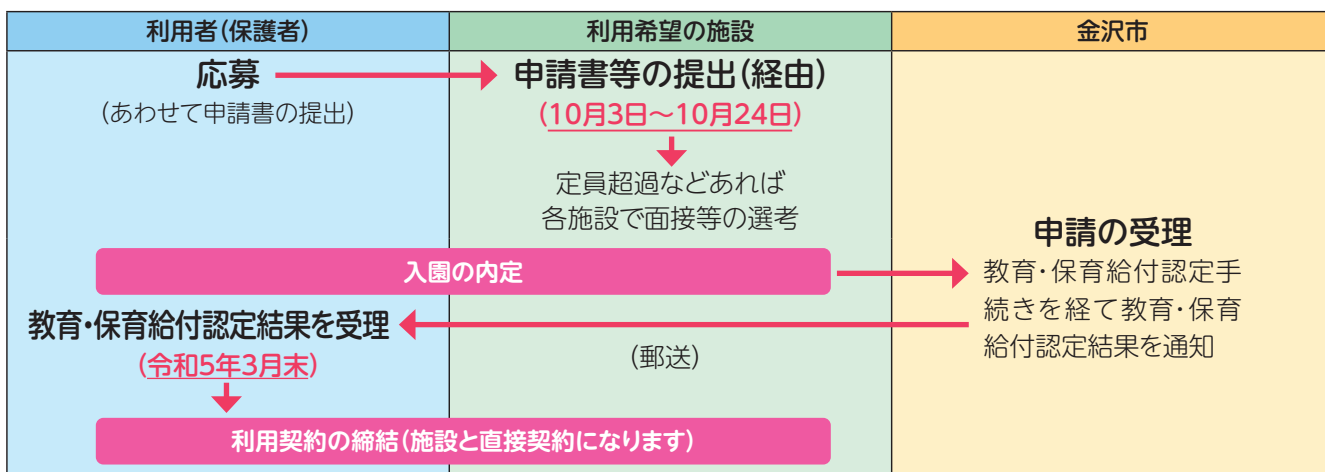 利用者(保護者)
利用希望の施設
金沢市
応募
(あわせて申請書の提出)
申請書等の提出(経由)
(10月3日～10月24日)
定員超過などあれば
各施設で面接等の選考
入園の内定
申請の受理
教育・保育給付認定手
続きを経て教育・保育
給付認定結果を通知
教育・保育給付認定結果を受理
(令和5年3月末)
(郵送)
利用契約の締結(施設と直接契約になります)